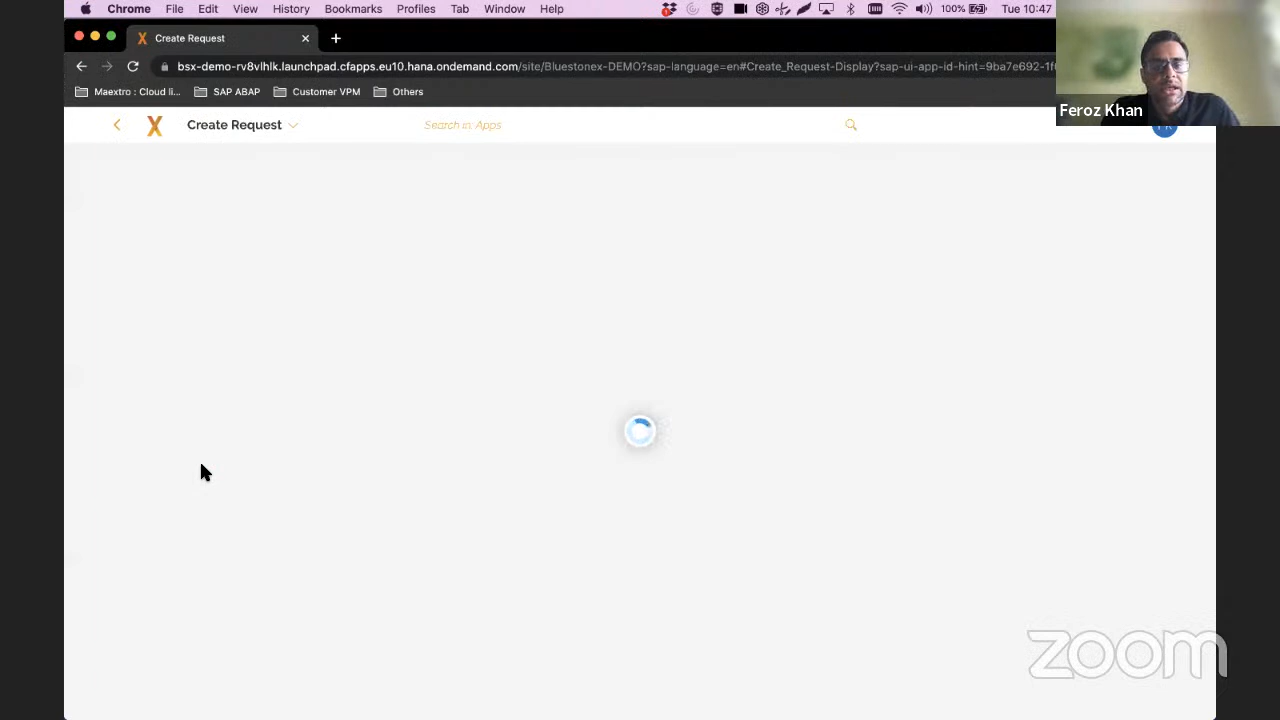 Chrome File Edit View History Bookmarks Profiles Tab Window Help 100% Tue 10:47
Create Request
bsx-demo-rv8vlhlk.launchpad.cfapps.eu10.hana.ondemand.com/site/Bluestonex-DEMO?sap-language=en#Create_Request-Display?sap-ui-app-id-hint=9ba7e692-1f
Maextro : Cloud li... SAP ABAP Customer VPM Others
Feroz Khan
Create Request Search in: Apps
zoom